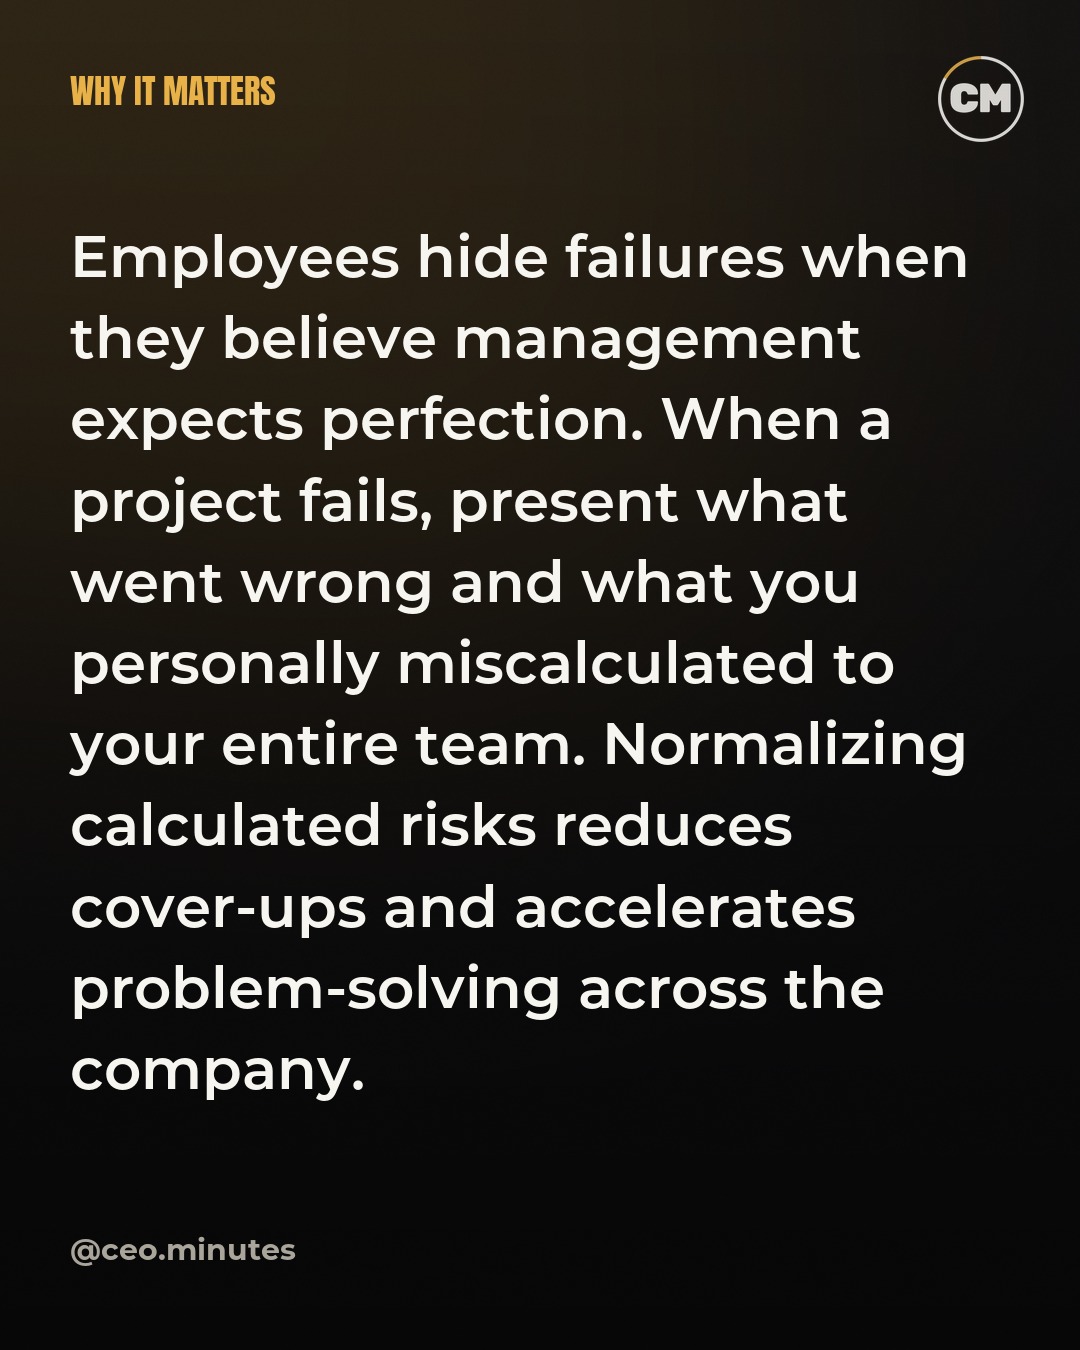 WHY IT MATTERS
CM
Employees hide failures when
they believe management
expects perfection. When a
project fails, present what
went wrong and what you
personally miscalculated to
your entire team. Normalizing
calculated risks reduces
cover-ups and accelerates
problem-solving across the
company.
@ceo.minutes